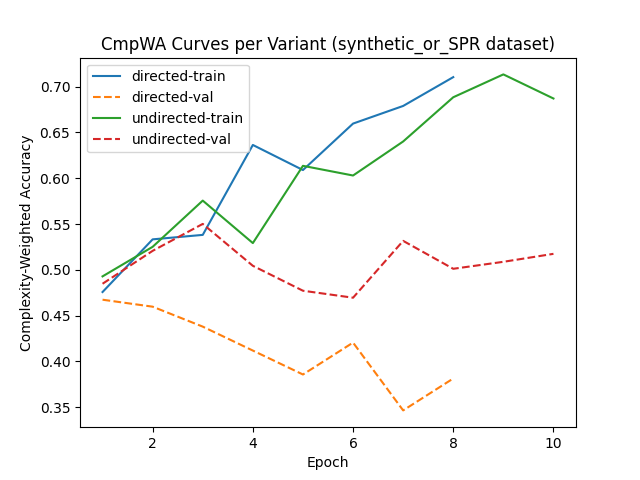 CmpWA Curves per Variant (synthetic_or_SPR dataset)
directed-train
directed-val
undirected-train
undirected-val
Complexity-Weighted Accuracy
0.70
0.65
0.60
0.55
0.50
0.45
0.40
0.35
2
4
6
8
10
Epoch